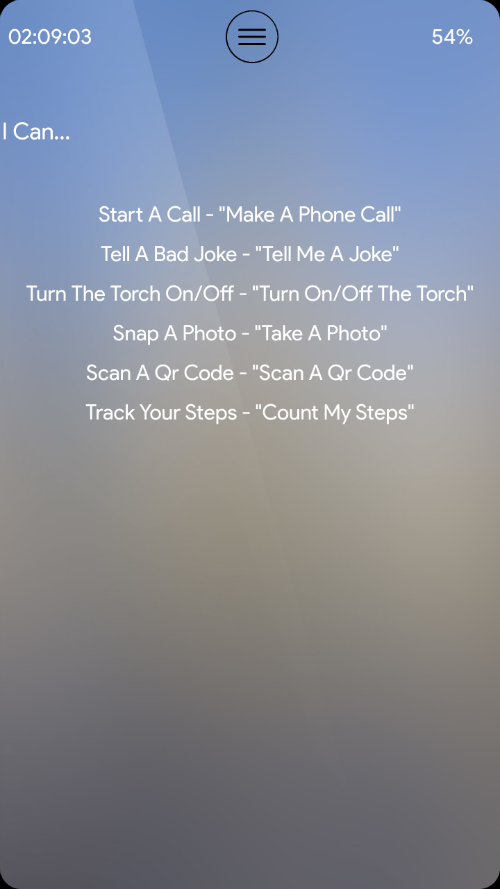 02:09:03
54%
I Can...
Start A Call - "Make A Phone Call"
Tell A Bad Joke - "Tell Me A Joke"
Turn The Torch On/Off - "Turn On/Off The Torch"
Snap A Photo - "Take A Photo"
Scan A Qr Code - "Scan A Qr Code"
Track Your Steps - "Count My Steps"